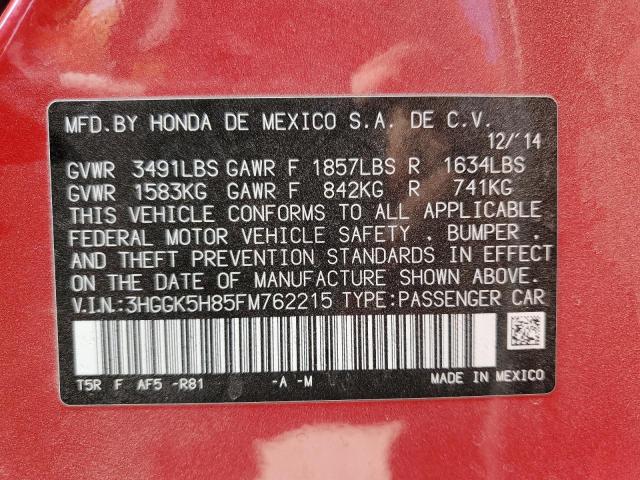 MFD.BY HONDA DE MEXICO S.A. DE C.V.
12/'14
GVWR 3491LBS GAWR F 1857LBS R 1634LBS
GVWR 1583KG GAWR F 842KG R 741KG
THIS VEHICLE CONFORMS TO ALL APPLICABLE
FEDERAL MOTOR VEHICLE SAFETY , BUMPER ,
AND THEFT PREVENTION STANDARDS IN EFFECT
ON THE DATE OF MANUFACTURE SHOWN ABOVE.
V.I.N.:3HGGK5H85FM762215 TYPE:PASSENGER CAR
T5R F AF5 -R81 -A -M MADE IN MEXICO